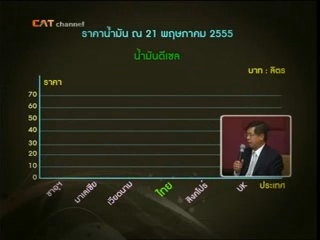 CAT channel
ราคาน้ำมัน ณ 21 พฤษภาคม 2555
น้ำมันดีเซล
บาท : ลิตร
ราคา
70
60
50
40
30
20
10
0
ซาอุฯ
มาเลเซีย
เวียดนาม
ไทย
สิงคโปร์
UK
ประเทศ